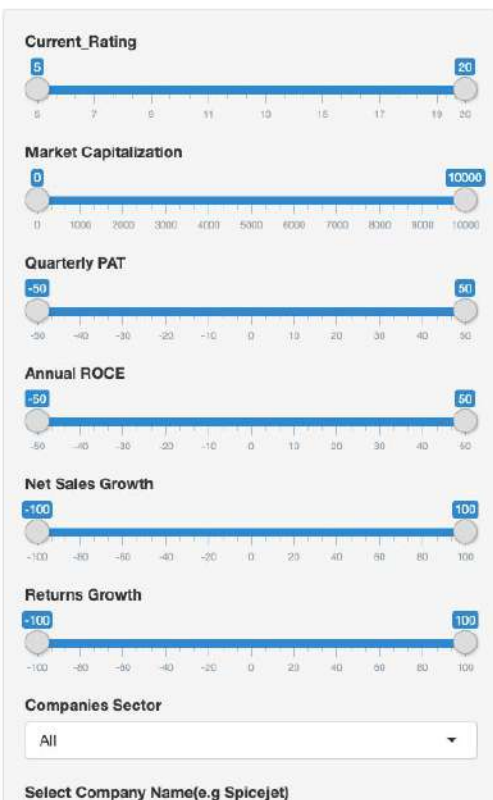 Current_Rating
5 20
5 7 9 11 13 15 17 19 20
Market Capitalization
0 10000
0 1000 2000 3000 4000 5000 6000 7000 8000 9000 10000
Quarterly PAT
-50 50
-50 -40 -30 -20 -10 0 10 20 30 40 50
Annual ROCE
-50 50
-50 -40 -30 -20 -10 0 10 20 30 40 50
Net Sales Growth
-100 100
-100 -80 -60 -40 -20 0 20 40 60 80 100
Returns Growth
-100 100
-100 -80 -60 -40 -20 0 20 40 60 80 100
Companies Sector
All
Select Company Name(e.g Spicejet)